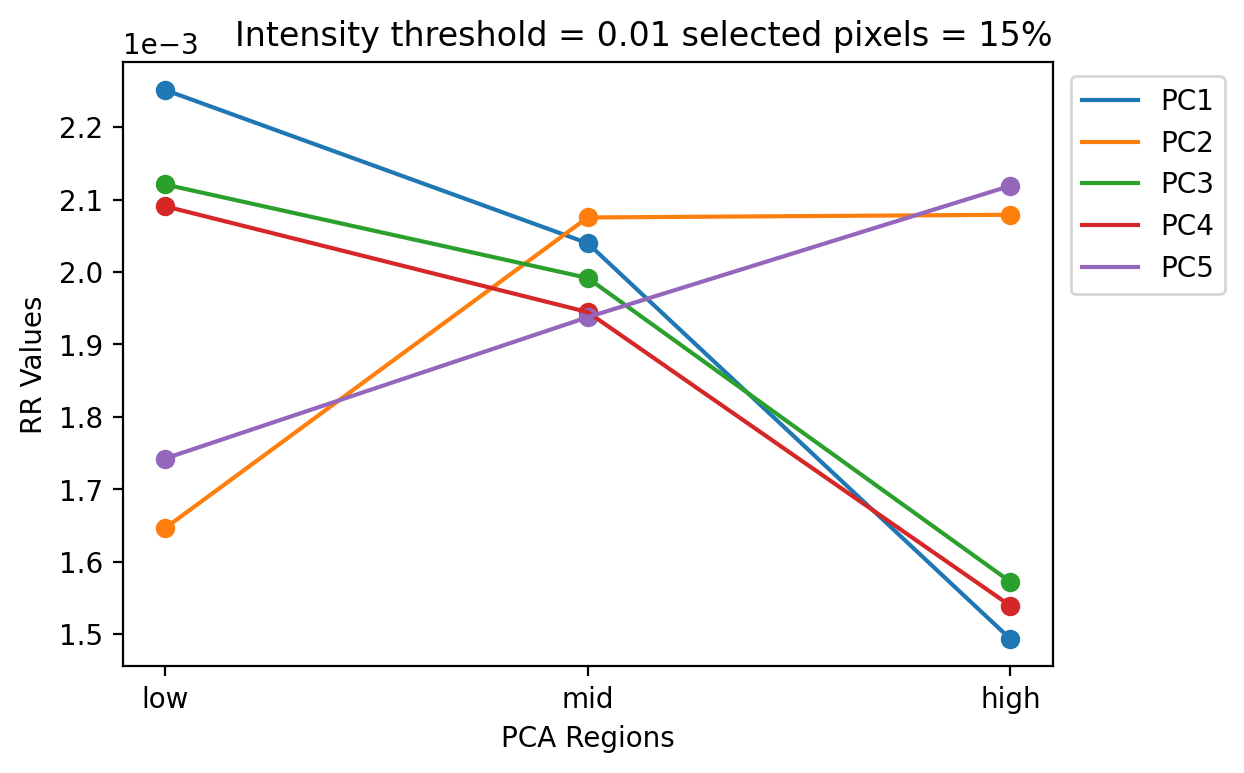 Intensity threshold = 0.01 selected pixels = 15%
1e−3
2.2
2.1
2.0
1.9
1.8
1.7
1.6
1.5
RR Values
low
mid
high
PCA Regions
PC1
PC2
PC3
PC4
PC5